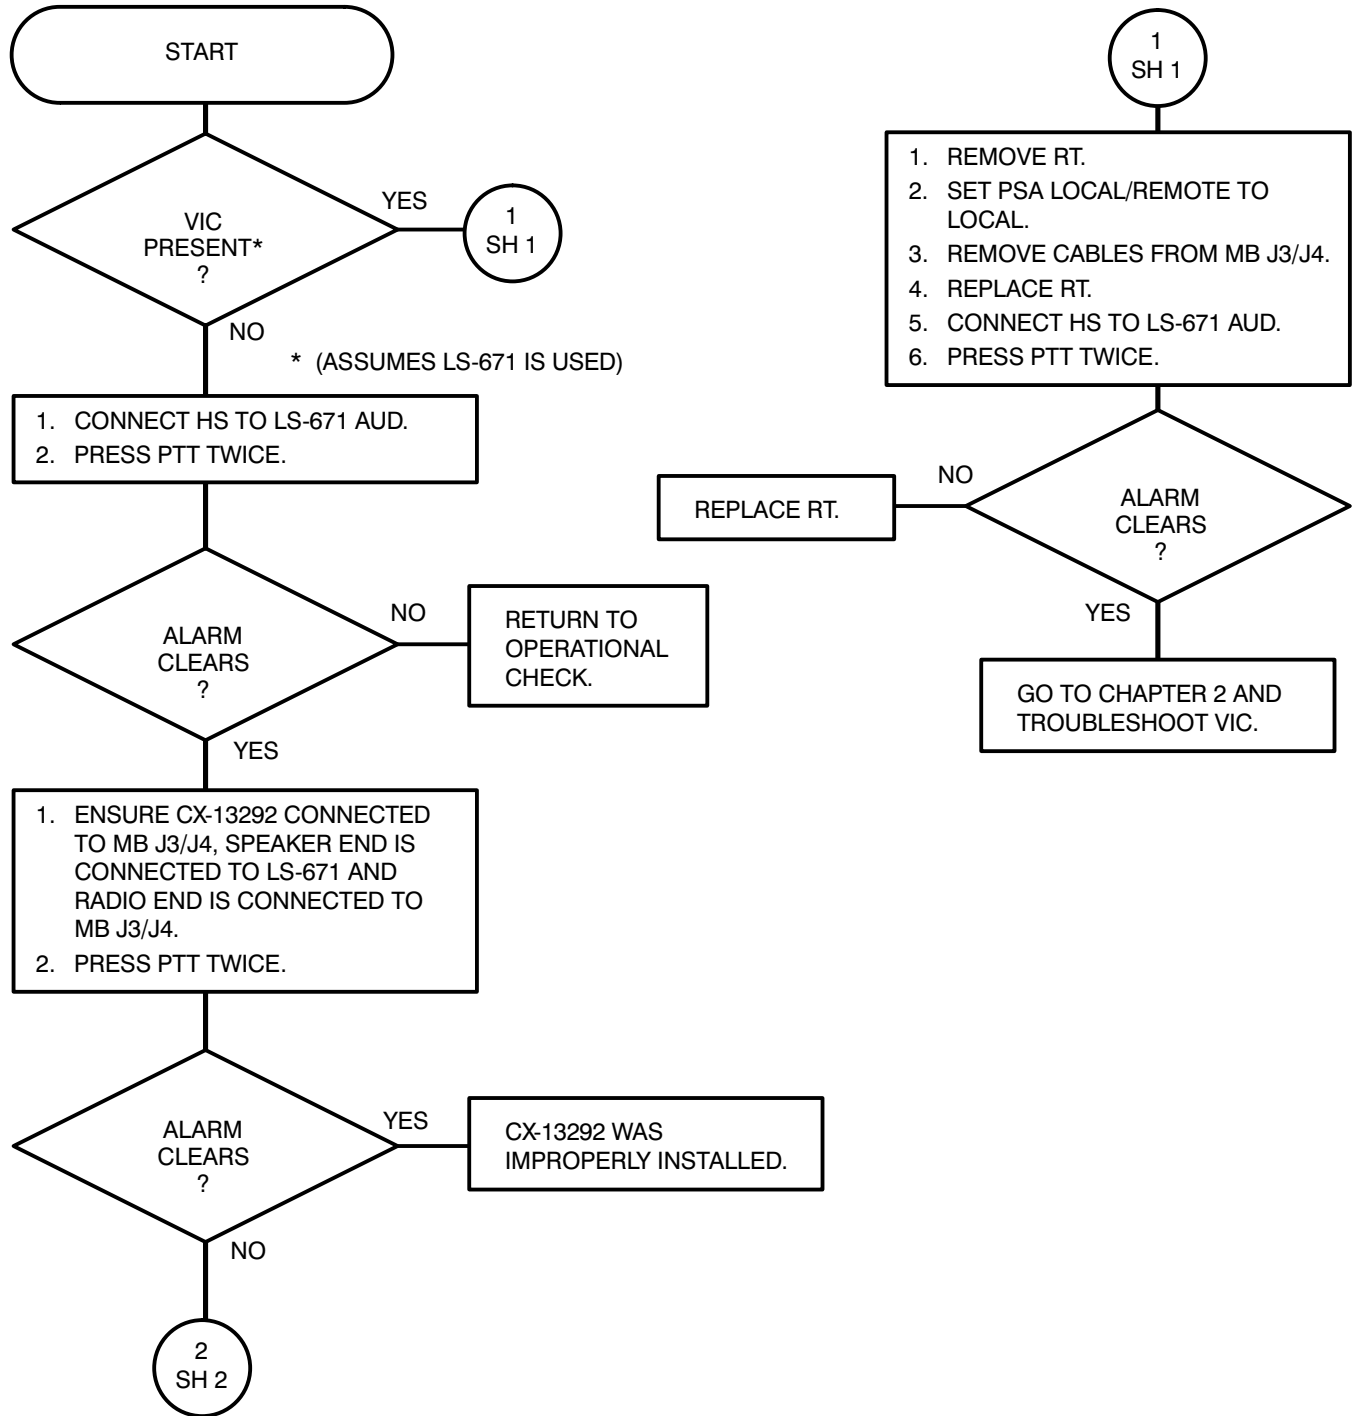 START
VIC
PRESENT*
?
YES
1
SH 1
NO
* (ASSUMES LS-671 IS USED)
1. CONNECT HS TO LS-671 AUD.
2. PRESS PTT TWICE.
ALARM
CLEARS
?
NO
RETURN TO
OPERATIONAL
CHECK.
YES
1. ENSURE CX-13292 CONNECTED
TO MB J3/J4, SPEAKER END IS
CONNECTED TO LS-671 AND
RADIO END IS CONNECTED TO
MB J3/J4.
2. PRESS PTT TWICE.
ALARM
CLEARS
?
YES
CX-13292 WAS
IMPROPERLY INSTALLED.
NO
2
SH 2
1
SH 1
1. REMOVE RT.
2. SET PSA LOCAL/REMOTE TO
LOCAL.
3. REMOVE CABLES FROM MB J3/J4.
4. REPLACE RT.
5. CONNECT HS TO LS-671 AUD.
6. PRESS PTT TWICE.
ALARM
CLEARS
?
NO
REPLACE RT.
YES
GO TO CHAPTER 2 AND
TROUBLESHOOT VIC.